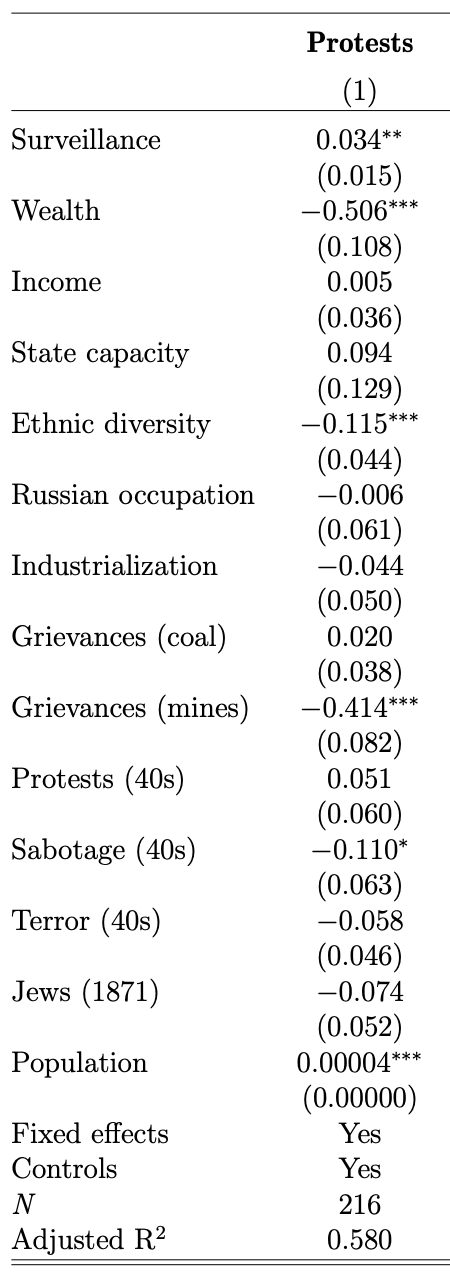 Protests
(1)
Surveillance 0.034**
(0.015)
Wealth −0.506***
(0.108)
Income 0.005
(0.036)
State capacity 0.094
(0.129)
Ethnic diversity −0.115***
(0.044)
Russian occupation −0.006
(0.061)
Industrialization −0.044
(0.050)
Grievances (coal) 0.020
(0.038)
Grievances (mines) −0.414***
(0.082)
Protests (40s) 0.051
(0.060)
Sabotage (40s) −0.110*
(0.063)
Terror (40s) −0.058
(0.046)
Jews (1871) −0.074
(0.052)
Population 0.00004***
(0.00000)
Fixed effects Yes
Controls Yes
N 216
Adjusted R² 0.580